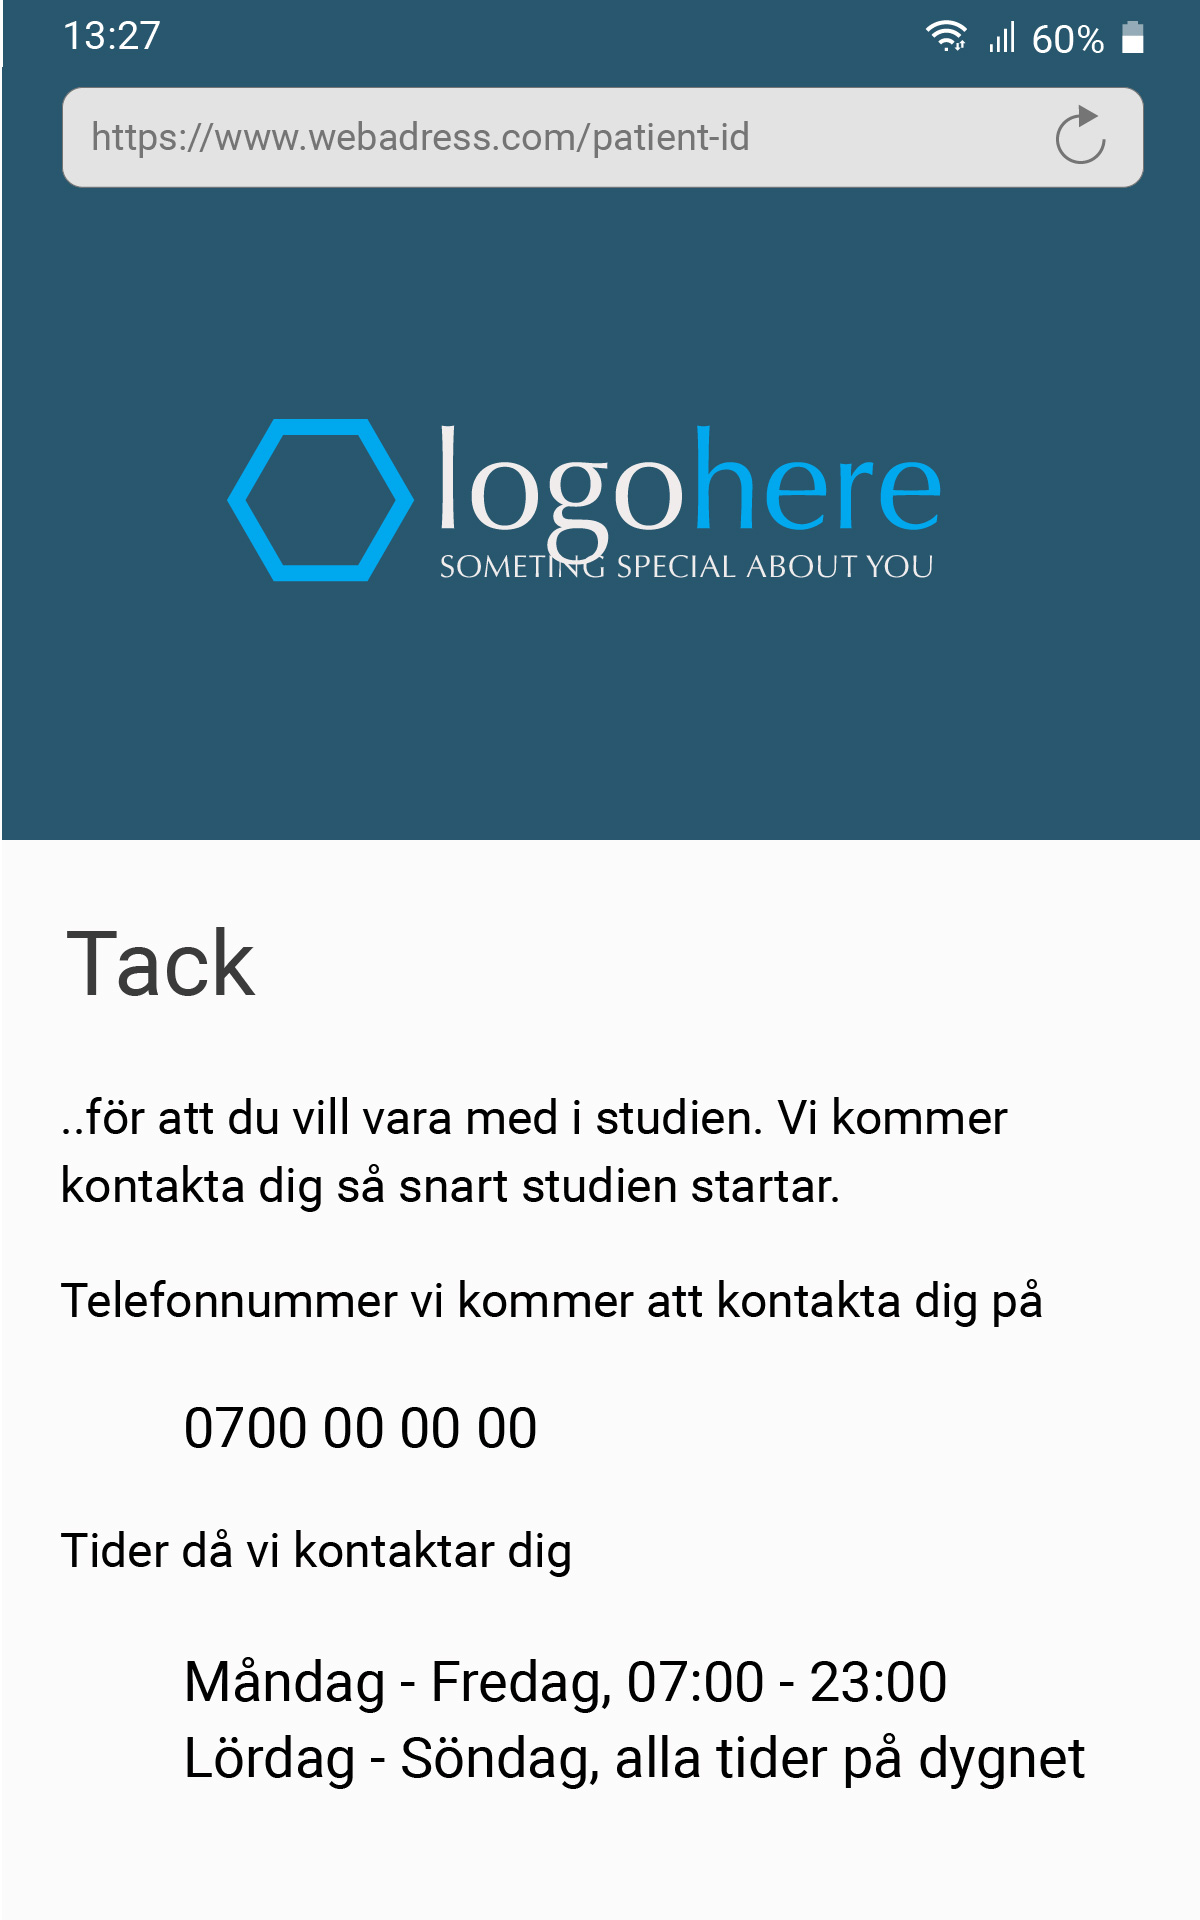 13:27
60%
https://www.webadress.com/patient-id
logohere
SOMETING SPECIAL ABOUT YOU
Tack
..för att du vill vara med i studien. Vi kommer
kontakta dig så snart studien startar.
Telefonnummer vi kommer att kontakta dig på
0700 00 00 00
Tider då vi kontaktar dig
Måndag - Fredag, 07:00 - 23:00
Lördag - Söndag, alla tider på dygnet